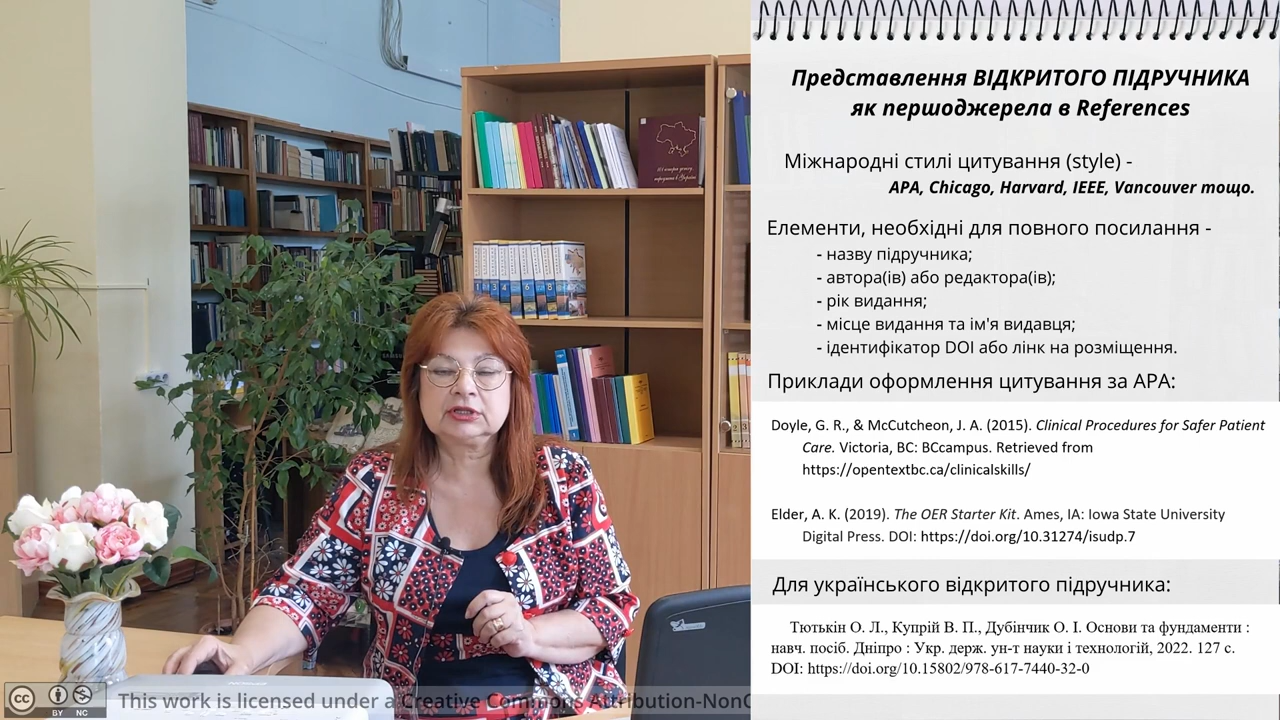 Представлення ВІДКРИТОГО ПІДРУЧНИКА
як першоджерела в References
Міжнародні стилі цитування (style) -
APA, Chicago, Harvard, IEEE, Vancouver тощо.
Елементи, необхідні для повного посилання -
- назву підручника;
- автора(ів) або редактора(ів);
- рік видання;
- місце видання та ім'я видавця;
- ідентифікатор DOI або лінк на розміщення.
Приклади оформлення цитування за APA:
Doyle, G. R., & McCutcheon, J. A. (2015). Clinical Procedures for Safer Patient
Care. Victoria, BC: BCcampus. Retrieved from
https://opentextbc.ca/clinicalskills/
Elder, A. K. (2019). The OER Starter Kit. Ames, IA: Iowa State University
Digital Press. DOI: https://doi.org/10.31274/isudp.7
Для українського відкритого підручника:
Тютькін О. Л., Купрій В. П., Дубінчик О. І. Основи та фундаменти :
навч. посіб. Дніпро : Укр. держ. ун-т науки і технологій, 2022. 127 с.
DOI: https://doi.org/10.15802/978-617-7440-32-0
cc BY NC
This work is licensed under a Creative Commons Attribution-NonC